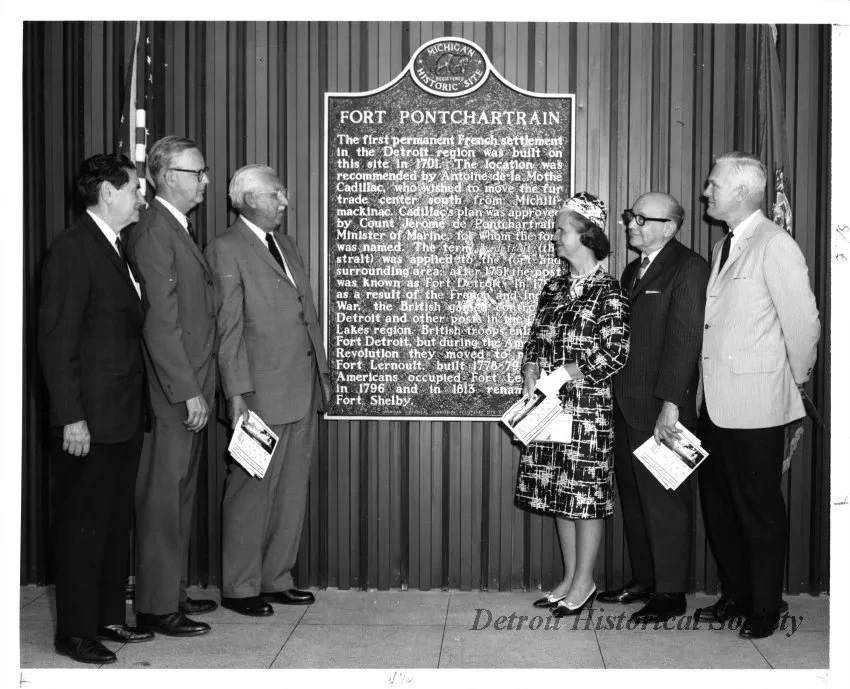 MICHIGAN
REGISTERED
HISTORIC SITE
FORT PONTCHARTRAIN
The first permanent French settlement
in the Detroit region was built on
this site in 1701. The location was
recommended by Antoine de la Mothe
Cadillac, who wished to move the fur
trade center south from Michili-
mackinac. Cadillac's plan was approved
by Count Jerome de Pontchartrain,
Minister of Marine, for whom the fort
was named. The term
strait) was applied to the fort and
surrounding area; after 1751 the post
was known as Fort Detroit. In
as a result of the French and
War, the British
Detroit and other posts in the
Lakes region. British troops
Fort Detroit, but during the
Revolution they moved to
Fort Lernoult, built 1778-79.
Americans occupied Fort
in 1796 and in 1813
Fort Shelby.
Detroit Historical Society